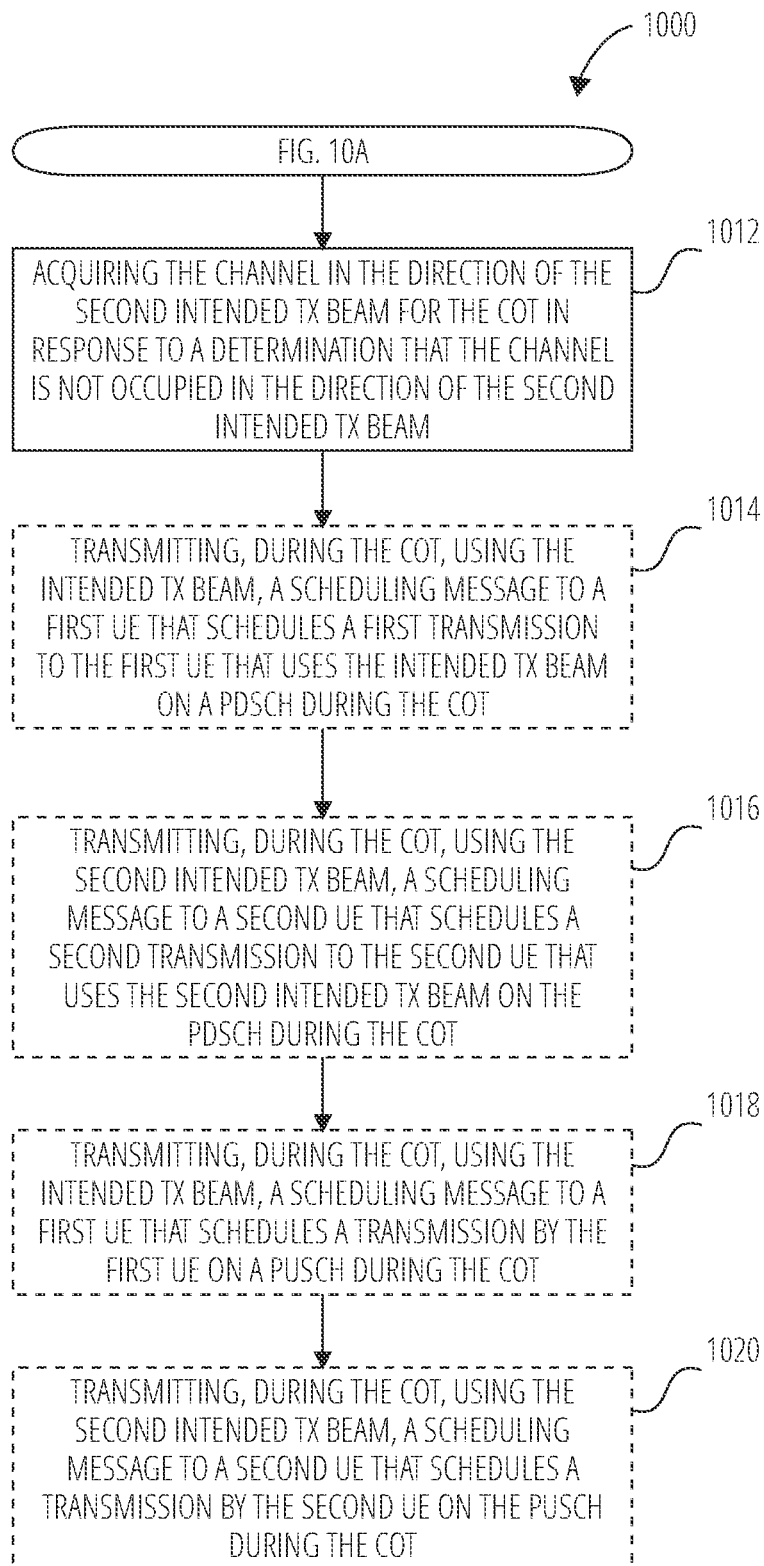 1000
FIG. 10A
1012
ACQUIRING THE CHANNEL IN THE DIRECTION OF THE
SECOND INTENDED TX BEAM FOR THE COT IN
RESPONSE TO A DETERMINATION THAT THE CHANNEL
IS NOT OCCUPIED IN THE DIRECTION OF THE SECOND
INTENDED TX BEAM
1014
TRANSMITTING, DURING THE COT, USING THE
INTENDED TX BEAM, A SCHEDULING MESSAGE TO A
FIRST UE THAT SCHEDULES A FIRST TRANSMISSION
TO THE FIRST UE THAT USES THE INTENDED TX BEAM
ON A PDSCH DURING THE COT
1016
TRANSMITTING, DURING THE COT, USING THE
SECOND INTENDED TX BEAM, A SCHEDULING
MESSAGE TO A SECOND UE THAT SCHEDULES A
SECOND TRANSMISSION TO THE SECOND UE THAT
USES THE SECOND INTENDED TX BEAM ON THE
PDSCH DURING THE COT
1018
TRANSMITTING, DURING THE COT, USING THE
INTENDED TX BEAM, A SCHEDULING MESSAGE TO A
FIRST UE THAT SCHEDULES A TRANSMISSION BY THE
FIRST UE ON A PUSCH DURING THE COT
1020
TRANSMITTING, DURING THE COT, USING THE
SECOND INTENDED TX BEAM, A SCHEDULING
MESSAGE TO A SECOND UE THAT SCHEDULES A
TRANSMISSION BY THE SECOND UE ON THE PUSCH
DURING THE COT